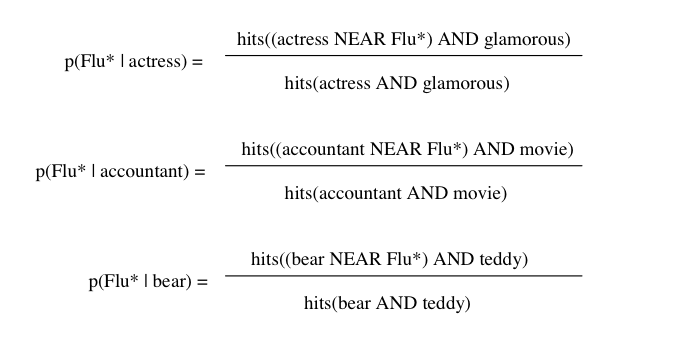 hits((actress NEAR Flu*) AND glamorous)
p(Flu* | actress) =
hits(actress AND glamorous)
hits((accountant NEAR Flu*) AND movie)
p(Flu* | accountant) =
hits(accountant AND movie)
hits((bear NEAR Flu*) AND teddy)
p(Flu* | bear) =
hits(bear AND teddy)